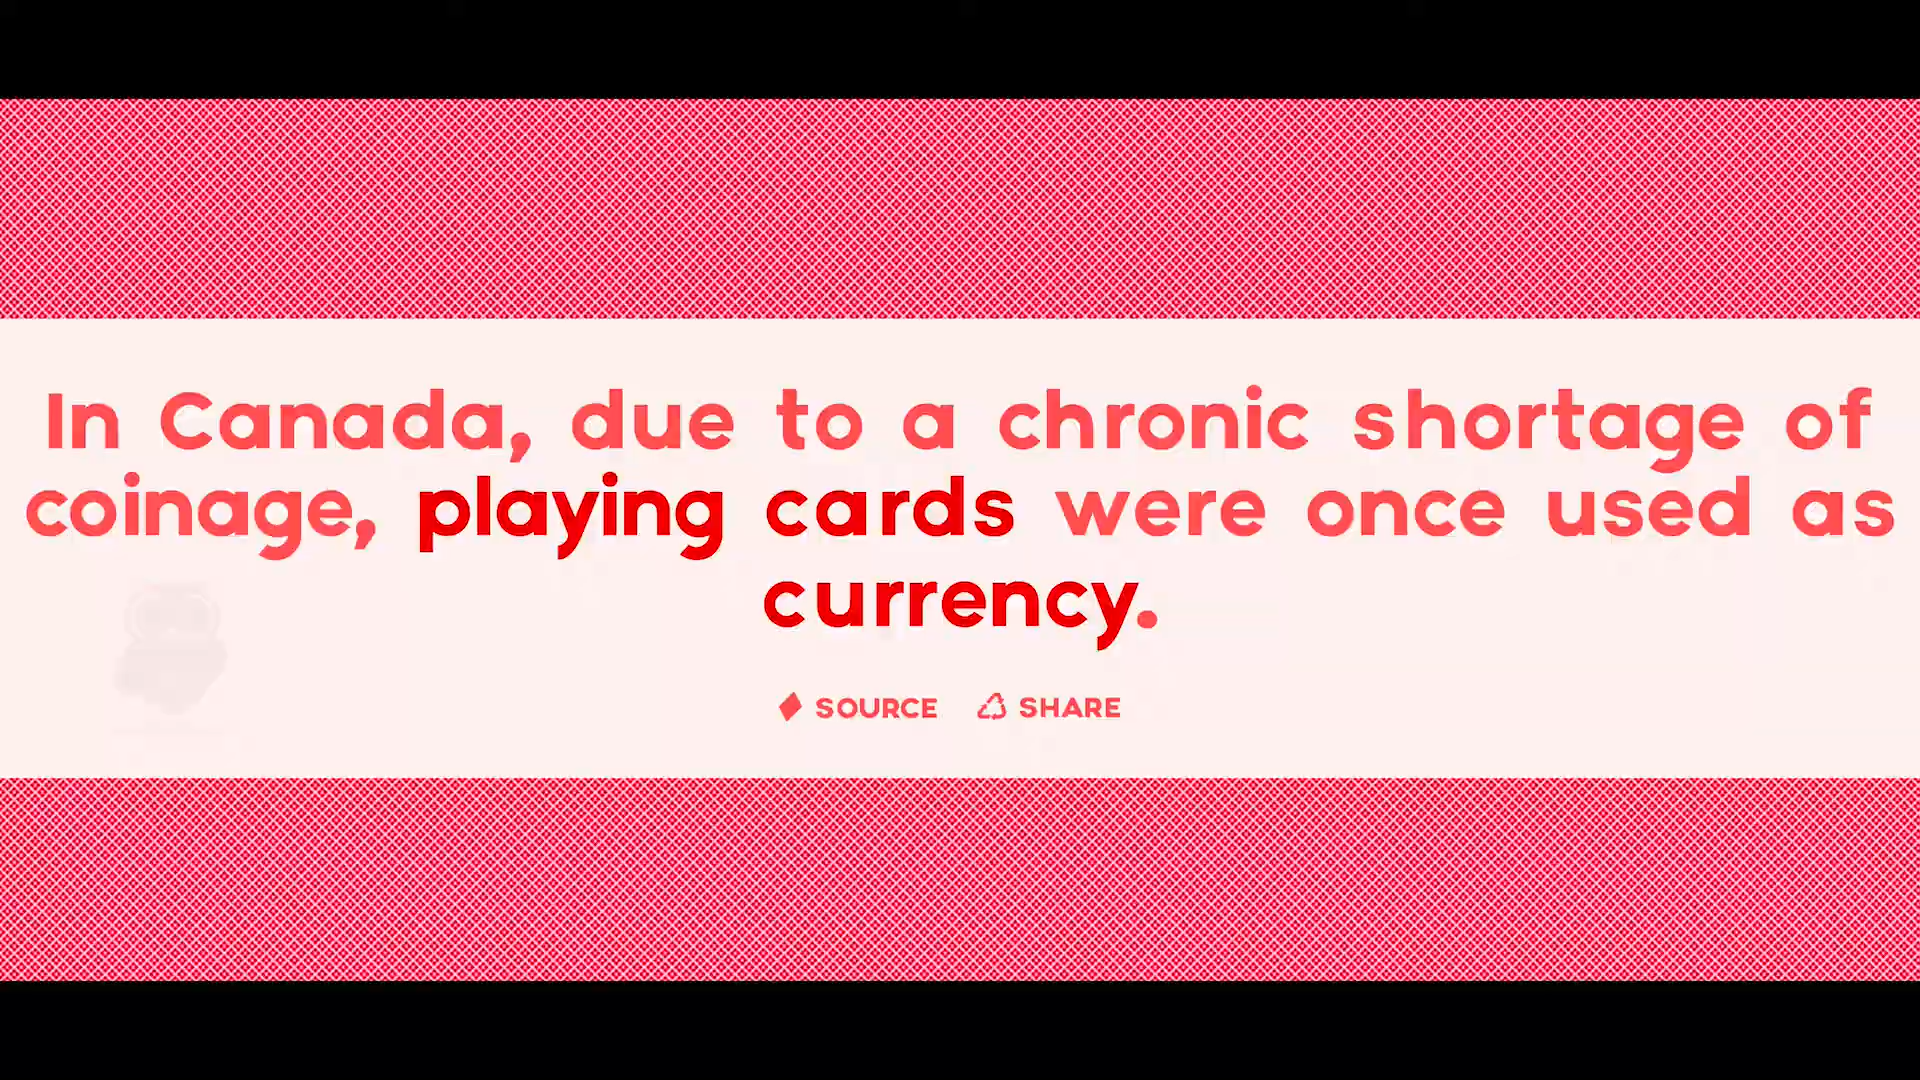 In Canada, due to a chronic shortage of
coinage, playing cards were once used as
currency.
SOURCE SHARE